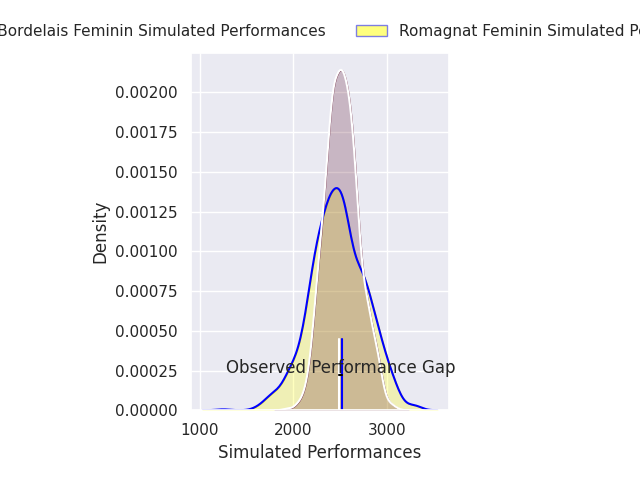 Bordelais Feminin Simulated Performances Romagnat Feminin Simulated
0.00200
0.00175
0.00150
0.00125
0.00100
0.00075
0.00050
0.00025
0.00000
Density
Observed Performance Gap
1000 2000 3000
Simulated Performances